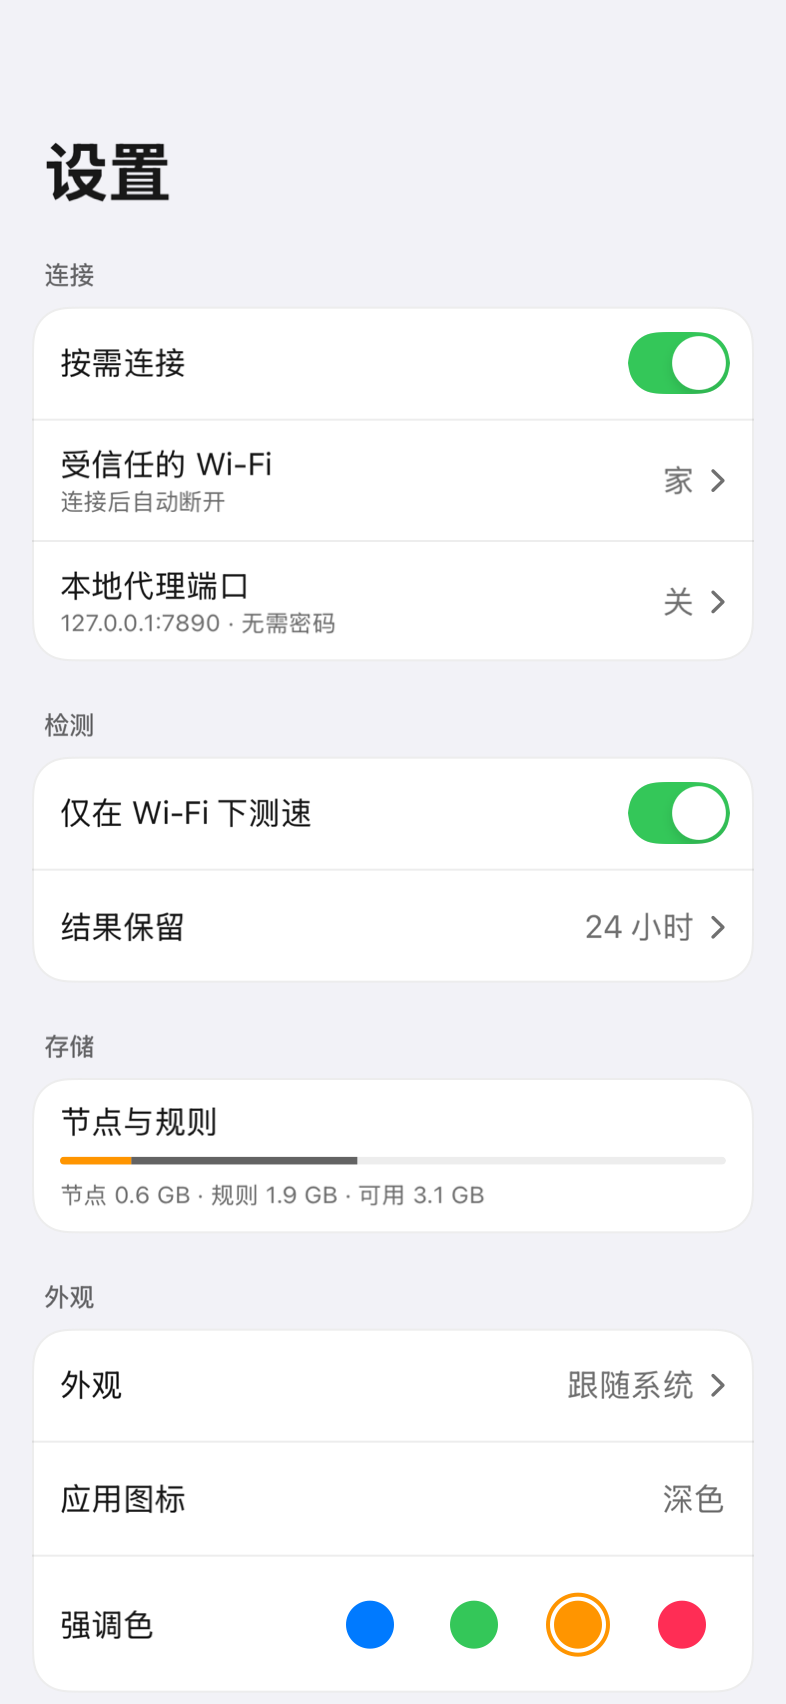 设置
连接
按需连接
受信任的 Wi-Fi
连接后自动断开
家
本地代理端口
127.0.0.1:7890 · 无需密码
关
检测
仅在 Wi-Fi 下测速
结果保留
24 小时
存储
节点与规则
节点 0.6 GB · 规则 1.9 GB · 可用 3.1 GB
外观
外观
跟随系统
应用图标
深色
强调色